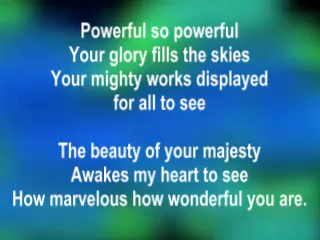 Powerful so powerful
Your glory fills the skies
Your mighty works displayed
for all to see
The beauty of your majesty
Awakes my heart to see
How marvelous how wonderful you are.